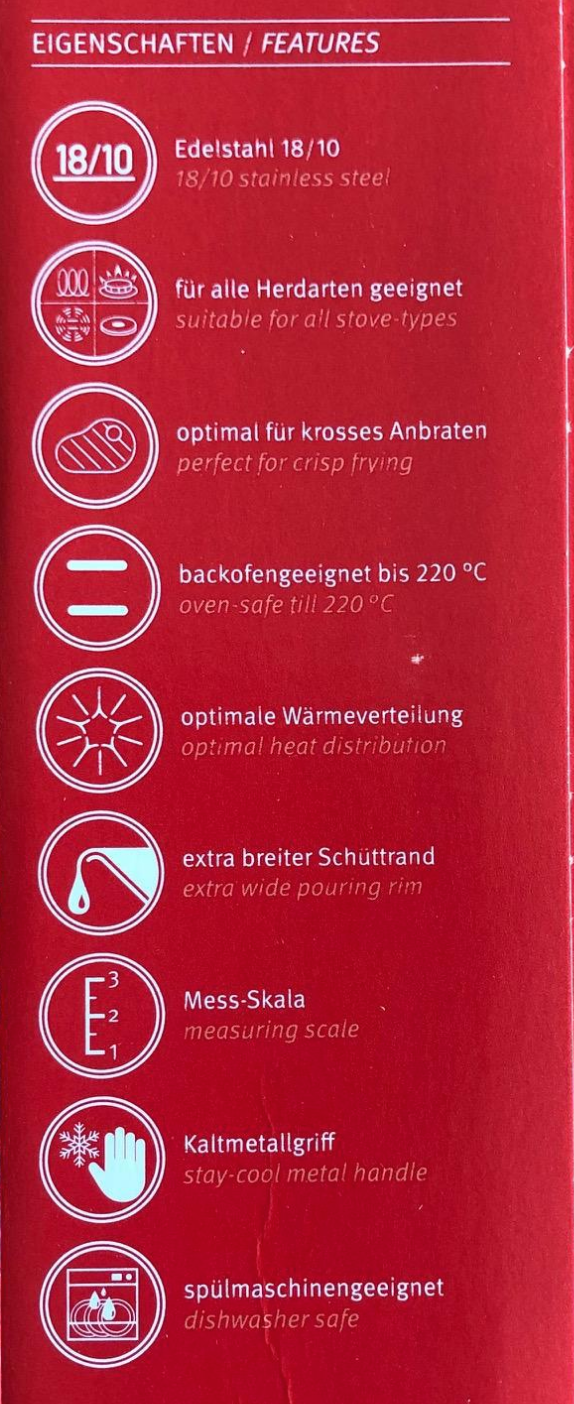 EIGENSCHAFTEN / FEATURES
18/10
Edelstahl 18/10
18/10 stainless steel
für alle Herdarten geeignet
suitable for all stove-types
optimal für krosses Anbraten
perfect for crisp frying
backofengeeignet bis 220 °C
oven-safe till 220 °C
optimale Wärmeverteilung
optimal heat distribution
extra breiter Schüttrand
extra wide pouring rim
3
2
1
Mess-Skala
measuring scale
Kaltmetallgriff
stay-cool metal handle
spülmaschinengeeignet
dishwasher safe